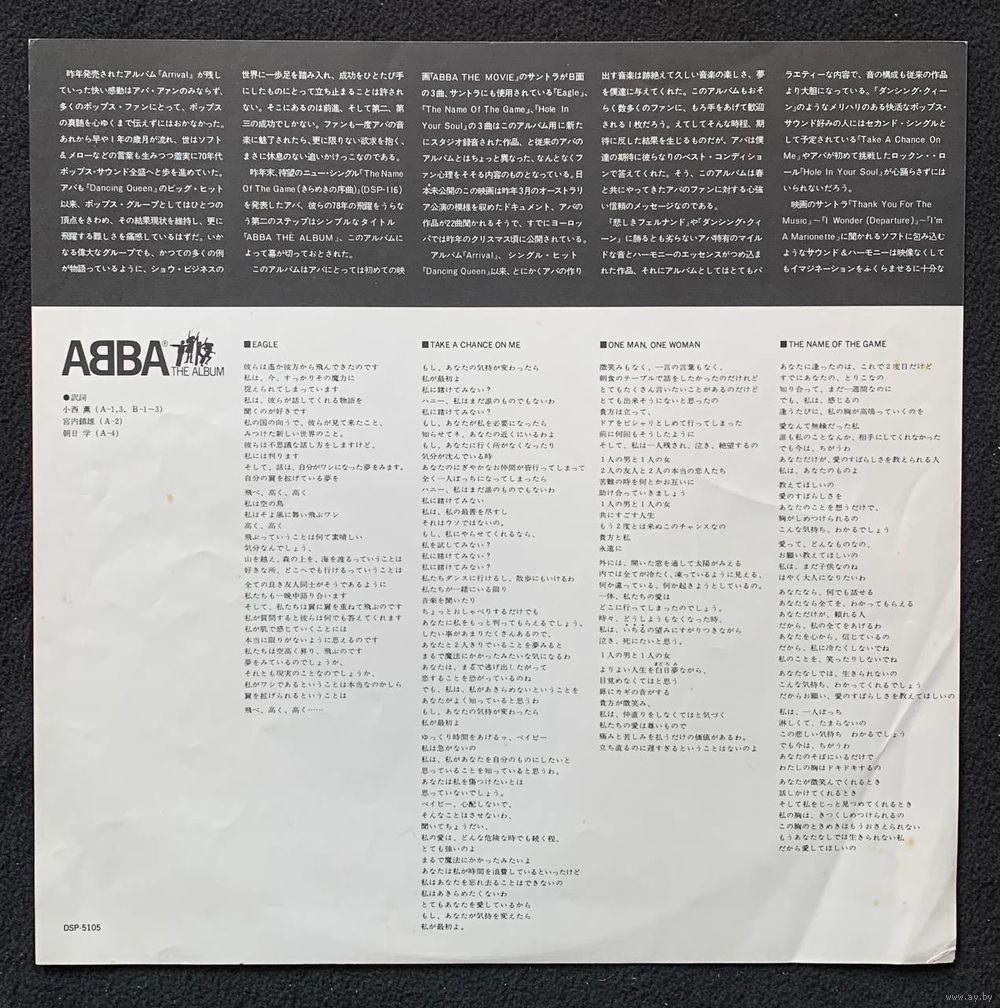 昨年発売されたアルバム『Arrival』が残し
ていった快い感動はアバ・ファンのみならず、
多くのポップス・ファンにとって、ポップス
の真髄を心ゆくまで伝えずにはおかなかった。
あれから早や1年の歳月が流れ、世はソフト
＆メローなどの言葉も生みつつ着実に70年代
ポップス・サウンド全盛へと歩を進めていた。
アバも『Dancing Queen』のビッグ・ヒット
以来、ポップス・グループとしてはひとつの
頂点をきわめ、その結果現状を維持し、更に
飛躍する難しさを痛感しているはずだ。いか
なる偉大なグループでも、かつての多くの例
が物語っているように、ショウ・ビジネスの
世界に一歩足を踏み入れ、成功をひとたび手
にしたものにとって立ち止まることは許され
ない。そこにあるのは前進、そして第二、第
三の成功でしかない。ファンも一度アバの音
楽に魅了されたら、更に限りない欲求を抱く、
まさに休息のない追いかけっこなのである。
昨年末、待望のニュー・シングル『The Name
Of The Game（きらめきの序曲）』（DSP-116）
を発表したアバ、彼らの78年の飛躍をうらな
う第二のステップはシンプルなタイトル
『ABBA THE ALBUM』、このアルバムに
よって幕が切っておとされた。
このアルバムはアバにとっては初めての映
画『ABBA THE MOVIE』のサントラがB面
の3曲、サントラにも使用されている「Eagle」、
「The Name Of The Game」、「Hole In
Your Soul」の3曲はこのアルバム用に新た
にスタジオ録音された作品、と従来のアバの
アルバムとはちょっと異なった、なんとなくフ
ァン心理をそそる内容のものとなっている。日
本未公開のこの映画は昨年3月のオーストラリ
ア公演の模様を収めたドキュメント、アバの
作品が22曲聞かれるそうで、すでにヨーロッ
パでは昨年のクリスマス頃に公開されている。
アルバム『Arrival』、シングル・ヒット
『Dancing Queen』以来、とにかくアバの作り
出す音楽は跡絶えて久しい音楽の楽しさ、夢
を僕達に与えてくれた。このアルバムもおそ
らく数多くのファンに、もろ手をあげて歓迎
される1枚だろう。えてしてそんな時程、期
待に反した結果を生じるものだが、アバは僕
達の期待に彼らなりのベスト・コンディショ
ンで答えてくれた。そう、このアルバムは春
と共にやってきたアバのファンに対する心強
い信頼のメッセージなのである。
「悲しきフェルナンド」や「ダンシング・クィ
ーン」に勝るとも劣らないアバ特有のマイル
ドな音とハーモニーのエッセンスがつめ込ま
れた作品、それにアルバムとしてはとてもバ
ラエティーな内容で、音の構成も従来の作品
より大胆になっている。「ダンシング・クィー
ン」のようなメリハリのある快活なポップス・
サウンド好みの人にはセカンド・シングルと
して予定されている「Take A Chance On
Me」やアバが初めて挑戦したロックン・・ロ
ール「Hole In Your Soul」が心踊らさずには
いられないだろう。
映画のサントラ「Thank You For The
Music」〜「I Wonder (Departure)」〜「I'm
A Marionette」に聞かれるソフトに包み込む
ようなサウンド＆ハーモニーは映像なくして
もイマジネーションをふくらませるに十分な
ABBA®
THE ALBUM
●訳詞
小西 薫（A-1,3. B-1〜3）
宮内鎮雄（A-2）
朝日 学（A-4）
■EAGLE
彼らは遥か彼方から飛んできたのです
私は、今、すっかりその魔力に
捉えられてしまっています
私は、彼らが話してくれる物語を
聞くのが好きです
私の国の向うで、彼らが見て来たこと、
みつけた新しい世界のこと。
彼らは不思議な話し方をしますけど、
私には判ります
そして、話は、自分がワシになった夢をみます。
自分の翼を拡げている夢を
飛べ、高く、高く
私は空の鳥
私はそよ風に舞い飛ぶワシ
高く、高く
飛ぶっていうことは何て素晴しい
気分なんでしょう、
山を越え、森の上を、海を渡るっていうことは
好きな所、どこへでも行けるっていうことは
全ての良き友人同士がそうであるように
私たちも一晩中語り合います
そして、私たちは翼に翼を重ねて飛ぶのです
私が質問すると彼らは何でも答えてくれます
私が肌で感じていくことには
本当に限りがないように思えるのです
私たちは空高く昇り、飛ぶのです
夢をみているのでしょうか、
それとも現実のことなのでしょうか、
私がワシであるということは本当なのかしら
翼を拡げられるということは
飛べ、高く、高く……
■TAKE A CHANCE ON ME
もし、あなたの気持が変わったら
私が最初よ
私に賭けてみない？
ハニー、私はまだ誰のものでもないわ
私に賭けてみない？
もし、あなたが私を必要になったら
知らせてネ、あなたの近くにいるわよ
もし、あなたに行く所がなくなったり
気分が沈んでいる時
あなたのにぎやかなお仲間が皆行ってしまって
全く一人ぼっちになってしまったら
ハニー、私はまだ誰のものでもないわ
私に賭けてみない
私は、私の最善を尽すし
それはウソではないの。
もし、私にやらせてくれるなら、
私を試してみない？
私に賭けてみない？
私に賭けてみない？
私たちダンスに行けるし、散歩にもいけるわ
私たちが一緒にいる限り
音楽を聞いたり
ちょっとおしゃべりするだけでも
あなたに私をもっと判ってもらえるでしょう。
したい事があまりたくさんあるので、
あなたと2人きりでいることを夢みると
まるで魔法にかかったみたいな気になるわ
あなたは、まるで逃げ出したがって
恋することを恐がっているのね
でも、私は、私があきらめないということを
あなたがよく知っていると思うわ
もし、あなたの気持が変わったら
私が最初よ
ゆっくり時間をあげるッ、ベイビー
私は急がないの
私は、私があなたを自分のものにしたいと
思っていることを知っていると思うわ。
あなたは私を傷つけたいとは
思っていないでしょう。
ベイビー、心配しないで、
そんなことはさせないわ、
聞いてちょうだい、
私の愛は、どんな危険な時でも続く程、
とても強いのよ
まるで魔法にかかったみたいよ
あなたは私が時間を浪費しているといったけど
私はあなたを忘れ去ることはできないの
私はあきらめたくないわ
とてもあなたを愛しているから
もし、あなたが気持を変えたら
私が最初よ。
■ONE MAN, ONE WOMAN
微笑みもなく、一言の言葉もなく、
朝食のテーブルで話をしたかったのだけれど
とてもたくさん言いたいことがあるのだけど
とても出来そうにないと思ったの
貴方は立って、
ドアをピシャリとしめて行ってしまった
前に何回もそうしたように
そして、私は一人残され、泣き、絶望するの
1人の男と1人の女
2人の友人と2人の本当の恋人たち
苦難の時を何とかお互いに
助け合っていきましょう
1人の男と1人の女
共にすごす人生
もう2度とは来ぬこのチャンスなの
貴方と私
永遠に
外には、開いた窓を通して太陽がみえる
内では全てが冷たく、凍っているように見える、
何か違っている、何か起きようとしているの。
一体、私たちの愛は
どこに行ってしまったのでしょう。
時々、どうしようもなくなった時、
私は、いちるの望みにすがりつきながら
泣き、死にたいと思う。
1人の男と1人の女
よりよい人生を白日夢ながら、
目覚めなくてはと思う
扉にカギの音がする
貴方が微笑み、
私は、仲直りをしなくてはと気づく
私たちの愛は尊いもので
痛みと苦しみを払うだけの価値があるわ。
立ち直るのに遅すぎるということはないのよ
■THE NAME OF THE GAME
あなたに逢ったのは、これで2度目だけど
すでにあなたの、とりこなの
知り合って、まだ一週間なのに
でも、私は、感じるの
逢うたびに、私の胸が高鳴っていくのを
愛なんて無縁だった私
誰も私のことなんか、相手にしてくれなかった
でも今は、ちがうわ
あなただけが、愛のすばらしさを教えられる人
私は、あなたのものよ
教えてほしいの
愛のすばらしさを
あなたのことを想うだけで、
胸がしめつけられるの
こんな気持ち、わかるでしょう
愛って、どんなものなの、
お願い教えてほしいの
私は、まだ子供なのね
はやく大人になりたいわ
あなたなら、何でも話せる
あなたなら全てを、わかってもらえる
あなただけが、頼れる人
だから、私の全てをあげるわ
あなたを心から、信じているの
だから、私に冷たくしないでね
私のことを、笑ったりしないでね
あなたなしでは、生きられない
こんな気持ち、わかってくれるでしょう
だからお願い、愛のすばらしさを教えてほしいの
私は、一人ぼっち
淋しくて、たまらないの
この悲しい気持ち わかるでしょう
でも今は、ちがうわ
あなたのそばにいるだけで
わたしの胸はドキドキするの
あなたが微笑んでくれるとき
話しかけてくれるとき
そして私をじっと見つめてくれるとき
私の胸は、きつくしめつけられるの
この胸のときめきはもうおさえられない
もうあなたなしでは生きられない私
だから愛してほしいの
DSP-5105
www.ay.by